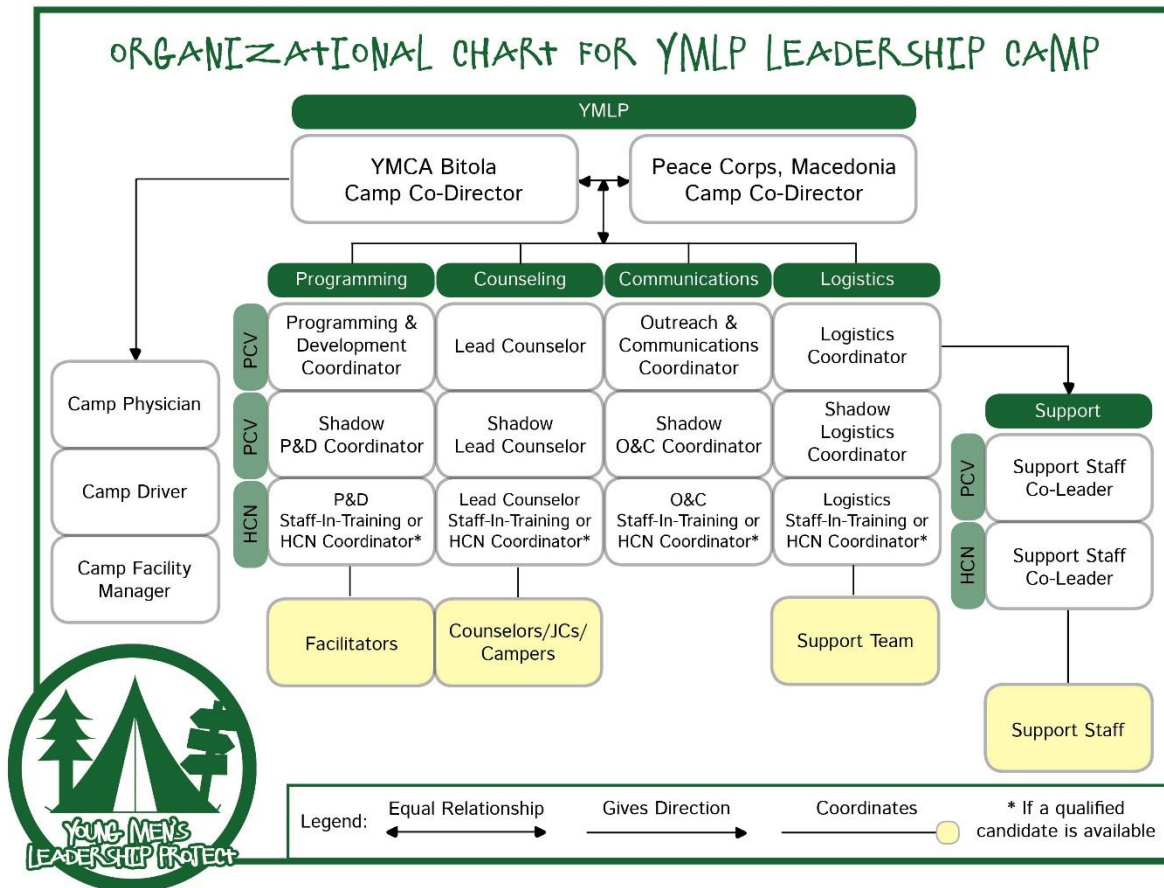 ORGANIZATIONAL CHART FOR YMLP LEADERSHIP CAMP
YMLP
YMCA Bitola
Camp Co-Director
Peace Corps, Macedonia
Camp Co-Director
Programming
Counseling
Communications
Logistics
PCV
Programming &
Development
Coordinator
Lead Counselor
Outreach &
Communications
Coordinator
Logistics
Coordinator
PCV
Shadow
P&D Coordinator
Shadow
Lead Counselor
Shadow
O&C Coordinator
Shadow
Logistics
Coordinator
HCN
P&D
Staff-In-Training or
HCN Coordinator*
Lead Counselor
Staff-In-Training or
HCN Coordinator*
O&C
Staff-In-Training or
HCN Coordinator*
Logistics
Staff-In-Training or
HCN Coordinator*
Facilitators
Counselors/JCs/
Campers
Support Team
Camp Physician
Camp Driver
Camp Facility
Manager
Support
PCV
Support Staff
Co-Leader
HCN
Support Staff
Co-Leader
Support Staff
YOUNG MEN'S
LEADERSHIP PROJECT
Legend:
Equal Relationship
Gives Direction
Coordinates
* If a qualified
candidate is available